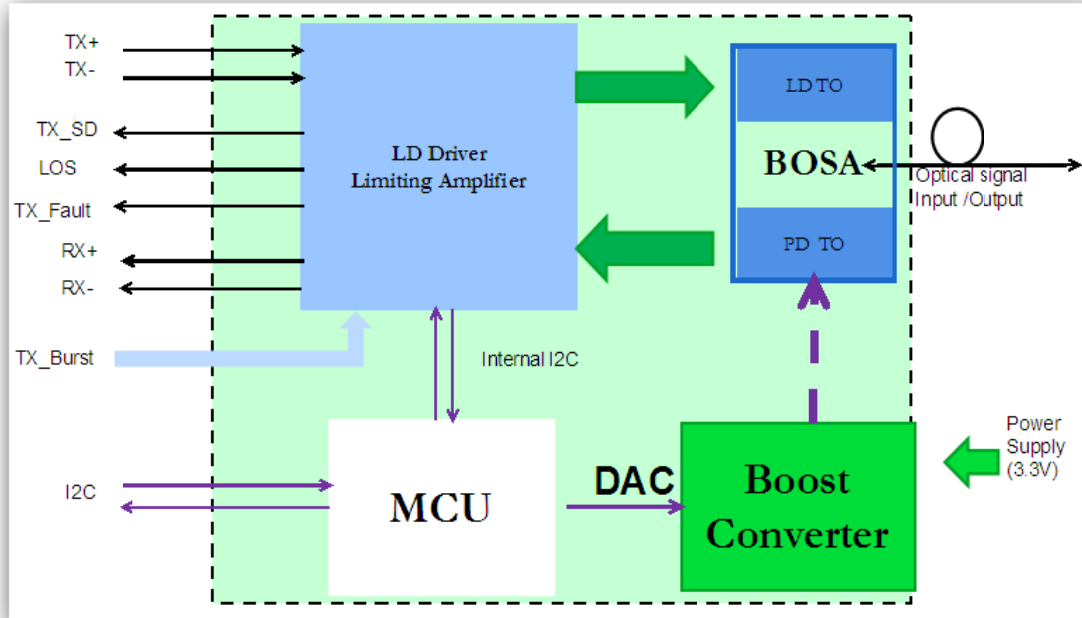 TX+
TX-
TX_SD
LOS
TX_Fault
RX+
RX-
TX_Burst
I2C
LD Driver
Limiting Amplifier
LD TO
BOSA
PD TO
Optical signal
Input /Output
Internal I2C
MCU
DAC
Boost
Converter
Power
Supply
(3.3V)